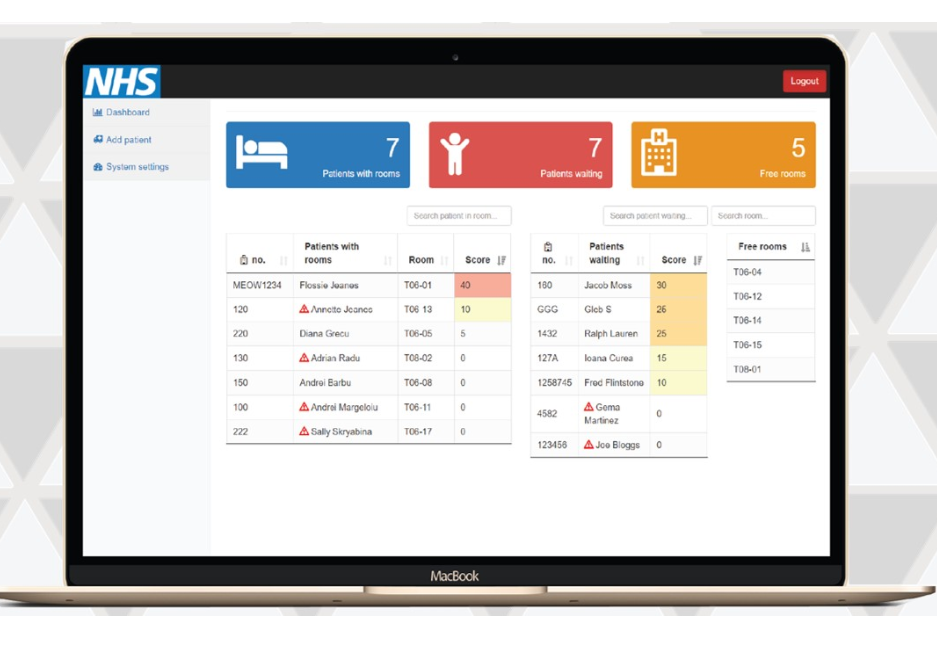 NHS
Logout
Dashboard
Add patient
System settings
7
Patients with rooms
7
Patients waiting
H
5
Free rooms
Search patient in room...
Search patient waiting...
Search room...
no. Patients with rooms Room Score
MEOW1234 Flossie Jeanes T06-01 40
120 Annette Jeanes T06-13 10
220 Diana Grecu T06-05 5
130 Adrian Radu T08-02 0
150 Andrei Barbu T06-08 0
100 Andrei Margeloiu T06-11 0
222 Sally Skryabina T06-17 0
no. Patients waiting Score
160 Jacob Moss 30
GGG Gleb S 26
1432 Ralph Lauren 25
127A Ioana Curea 15
1258745 Fred Flintstone 10
4582 Gema Martinez 0
123456 Joe Bloggs 0
Free rooms
T06-04
T06-12
T06-14
T06-15
T08-01
MacBook